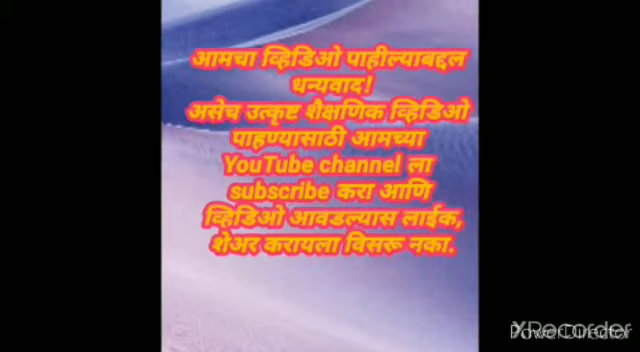 आमचा व्हिडिओ पाहील्याबद्दल
धन्यवाद!
असेच उत्कृष्ट शैक्षणिक व्हिडिओ
पाहण्यासाठी आमच्या
YouTube channel ला
subscribe करा आणि
व्हिडिओ आवडल्यास लाईक,
शेअर करायला विसरू नका.
XRecorder
PowerDirector